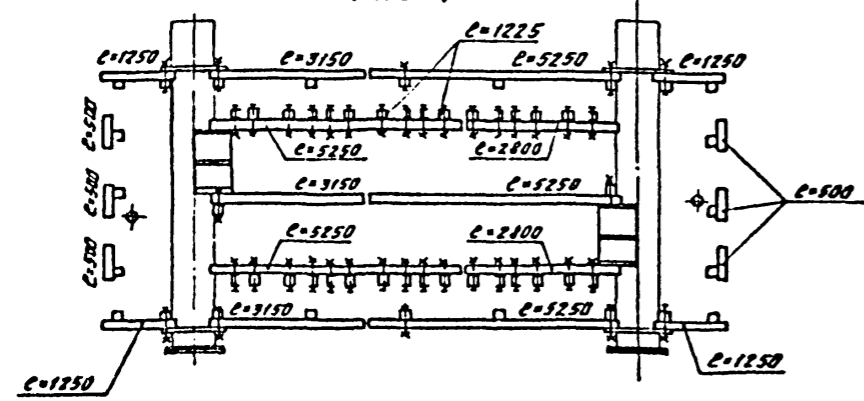 ℓ=1225
ℓ=1250 ℓ=3150 ℓ=5250 ℓ=1250
ℓ=500
ℓ=5250 ℓ=2800
ℓ=500 ℓ=3150 ℓ=5250 ℓ=500
ℓ=5250 ℓ=2800
ℓ=500
ℓ=3150 ℓ=5250
ℓ=1250
ℓ=1250